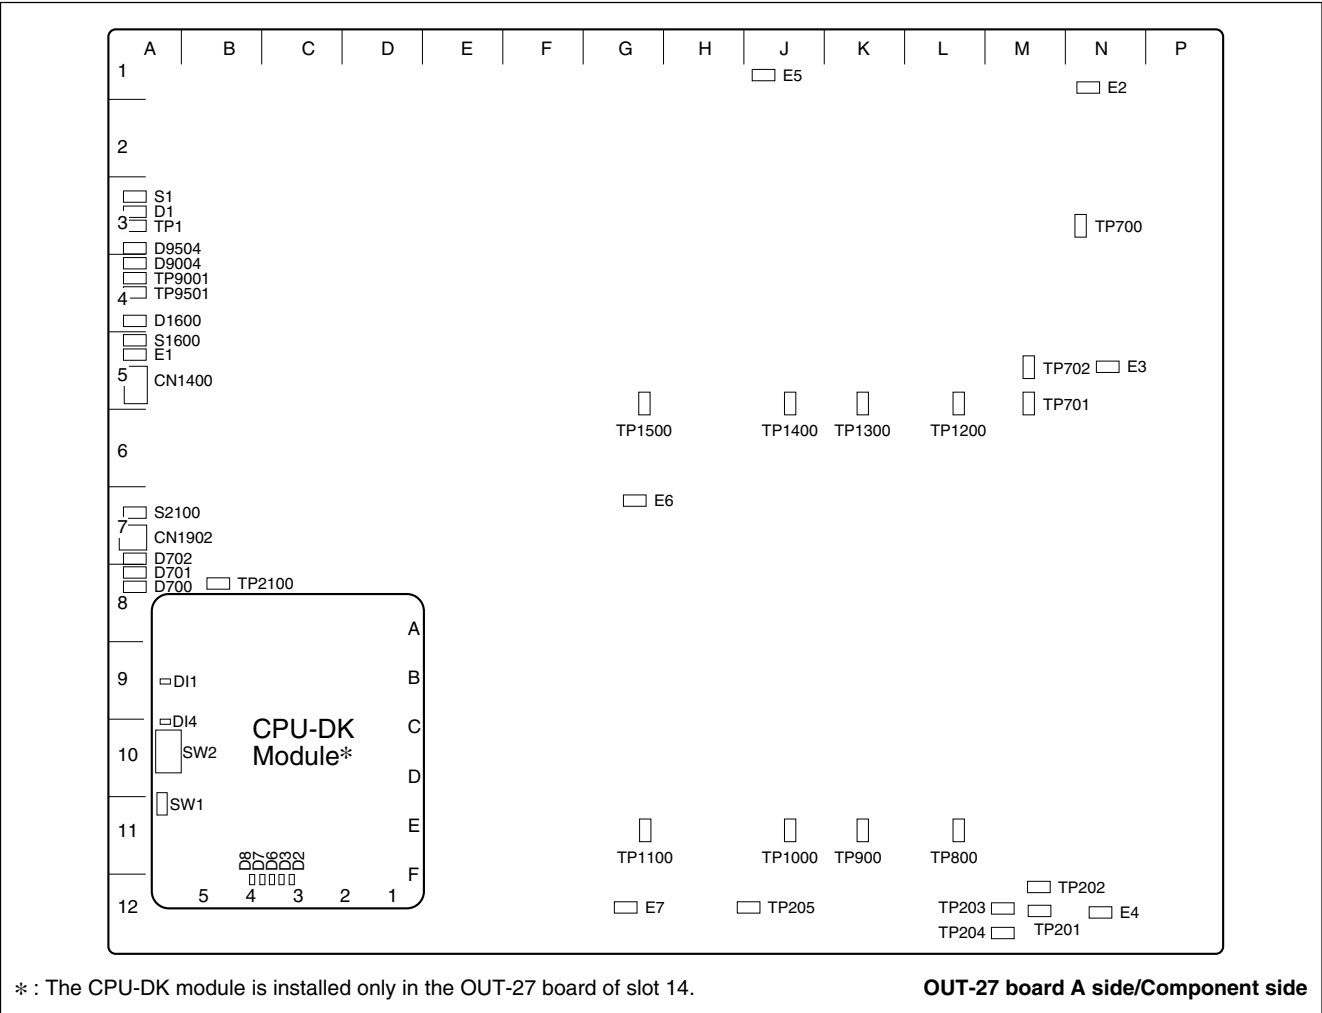 A B C D E F G H J K L M N P
1
E5
E2
2
S1
D1
3
TP1
TP700
D9504
D9004
TP9001
TP9501
4
D1600
S1600
E1
5
CN1400
TP702
E3
TP701
TP1500
TP1400
TP1300
TP1200
6
E6
S2100
7
CN1902
D702
D701
D700
TP2100
8
A
9
DI1
B
DI4
C
CPU-DK
Module*
10
SW2
D
SW1
11
E
TP1100
TP1000
TP900
TP800
D8
D7
D6
D3
D2
F
5 4 3 2 1
12
TP202
E7
TP205
TP203
E4
TP201
TP204
* : The CPU-DK module is installed only in the OUT-27 board of slot 14.
OUT-27 board A side/Component side